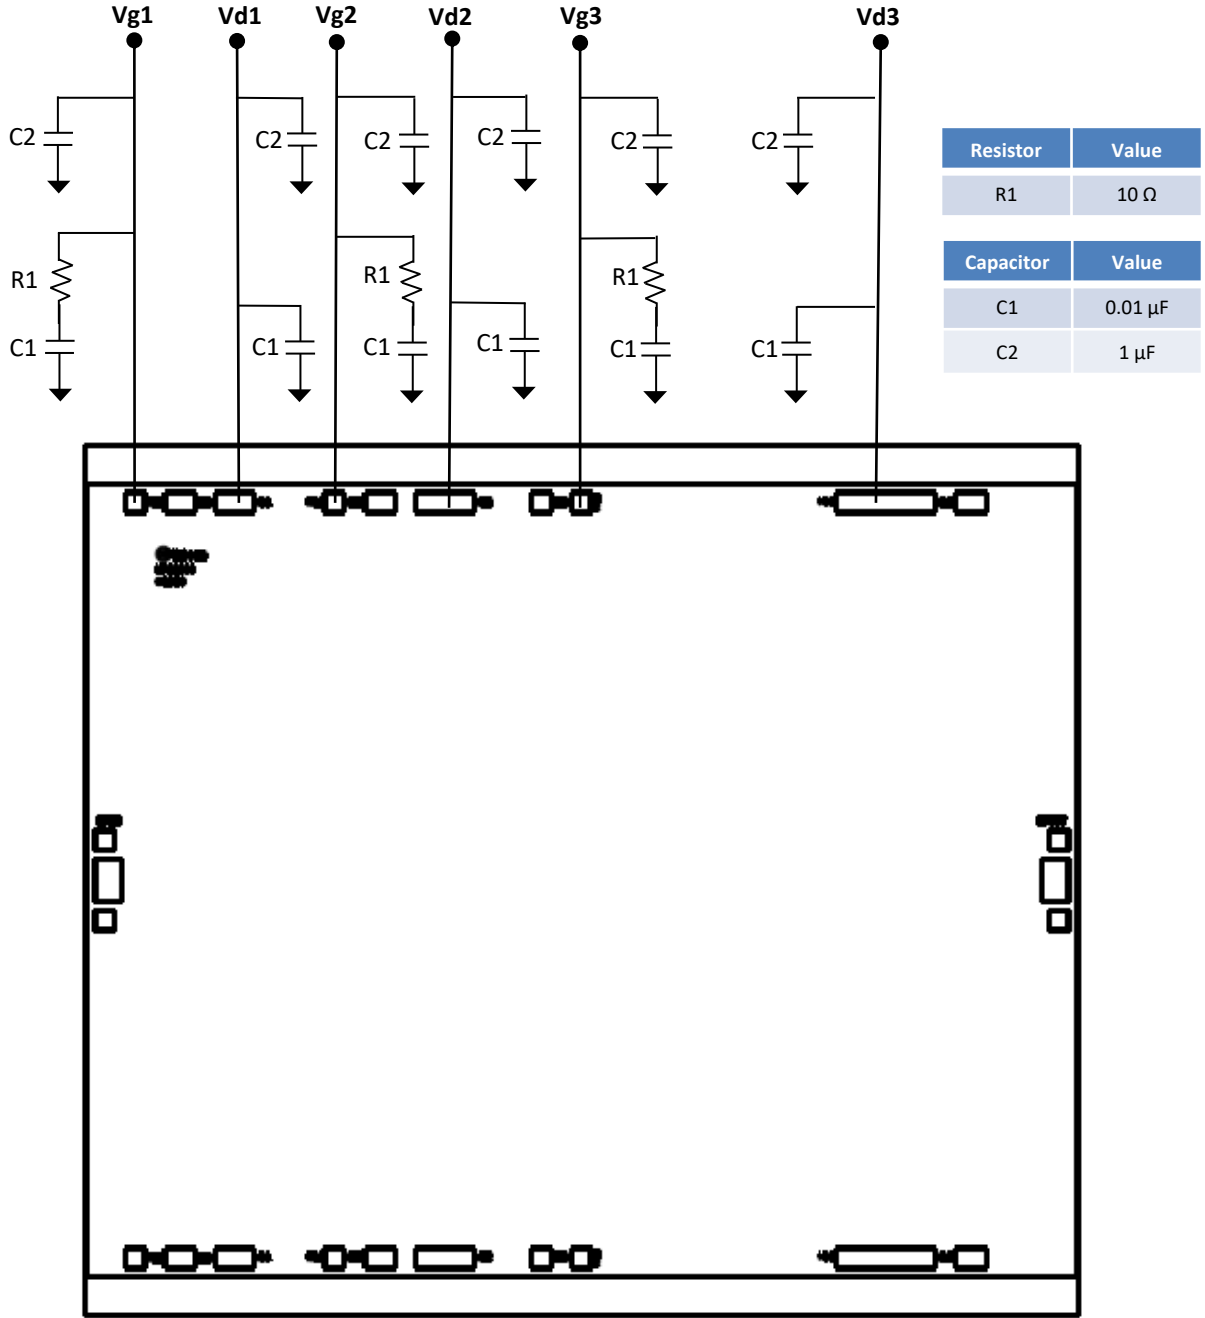 Vg1 Vd1 Vg2 Vd2 Vg3 Vd3
C2 C2 C2 C2 C2 C2
R1 R1 R1
C1 C1 C1 C1 C1 C1
Resistor Value
R1 10 Ω
Capacitor Value
C1 0.01 µF
C2 1 µF